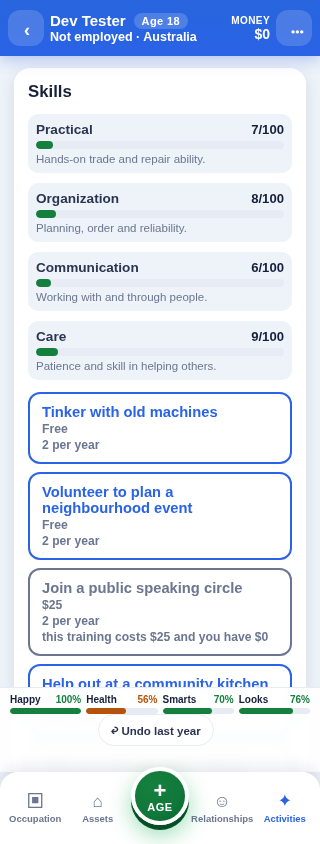 ‹ Dev Tester Age 18 MONEY ...
Not employed · Australia $0
Skills
Practical 7/100
Hands-on trade and repair ability.
Organization 8/100
Planning, order and reliability.
Communication 6/100
Working with and through people.
Care 9/100
Patience and skill in helping others.
Tinker with old machines
Free
2 per year
Volunteer to plan a
neighbourhood event
Free
2 per year
Join a public speaking circle
$25
2 per year
this training costs $25 and you have $0
Help out at a community kitchen
Happy 100% Health 56% Smarts 70% Looks 76%
Undo last year
+
AGE
Occupation Assets Relationships Activities